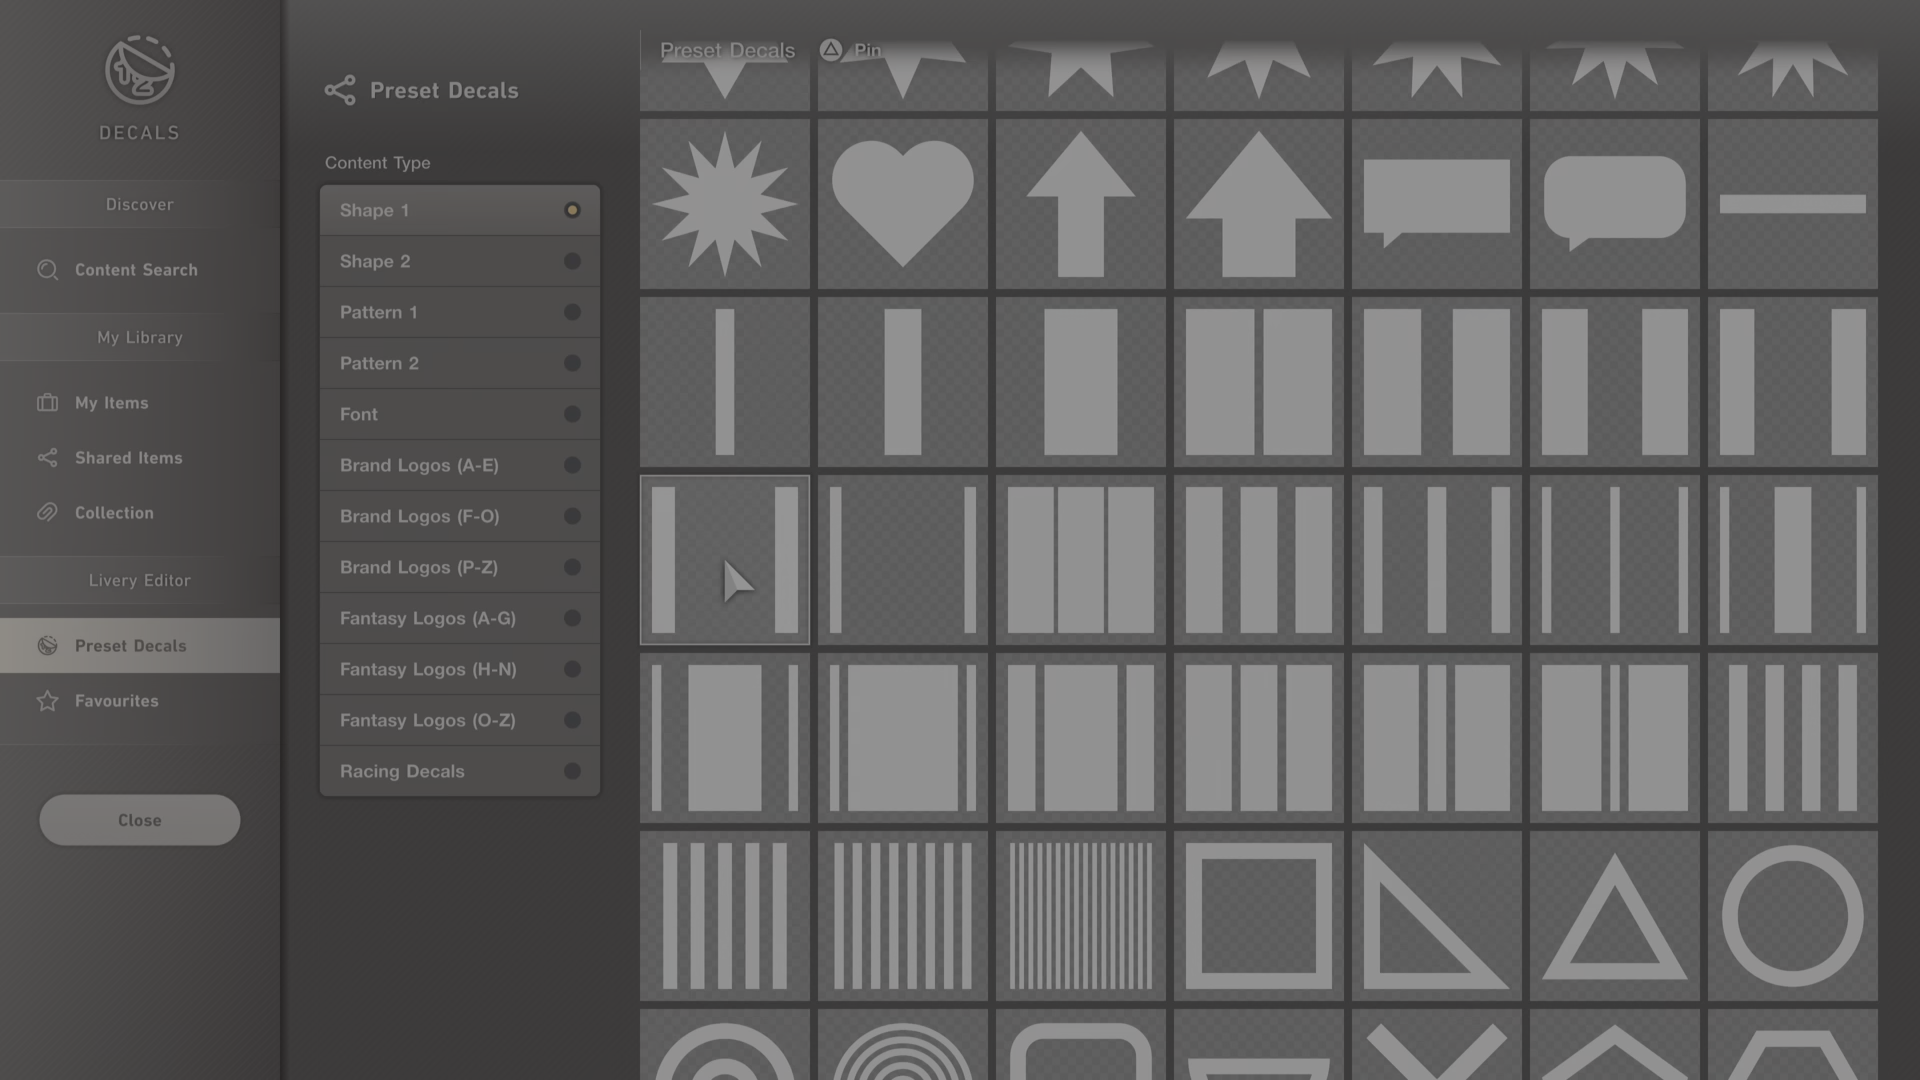 DECALS
Discover
Content Search
My Library
My Items
Shared Items
Collection
Livery Editor
Preset Decals
Favourites
Close
Preset Decals
Content Type
Shape 1
Shape 2
Pattern 1
Pattern 2
Font
Brand Logos (A-E)
Brand Logos (F-O)
Brand Logos (P-Z)
Fantasy Logos (A-G)
Fantasy Logos (H-N)
Fantasy Logos (O-Z)
Racing Decals
Preset Decals Pin